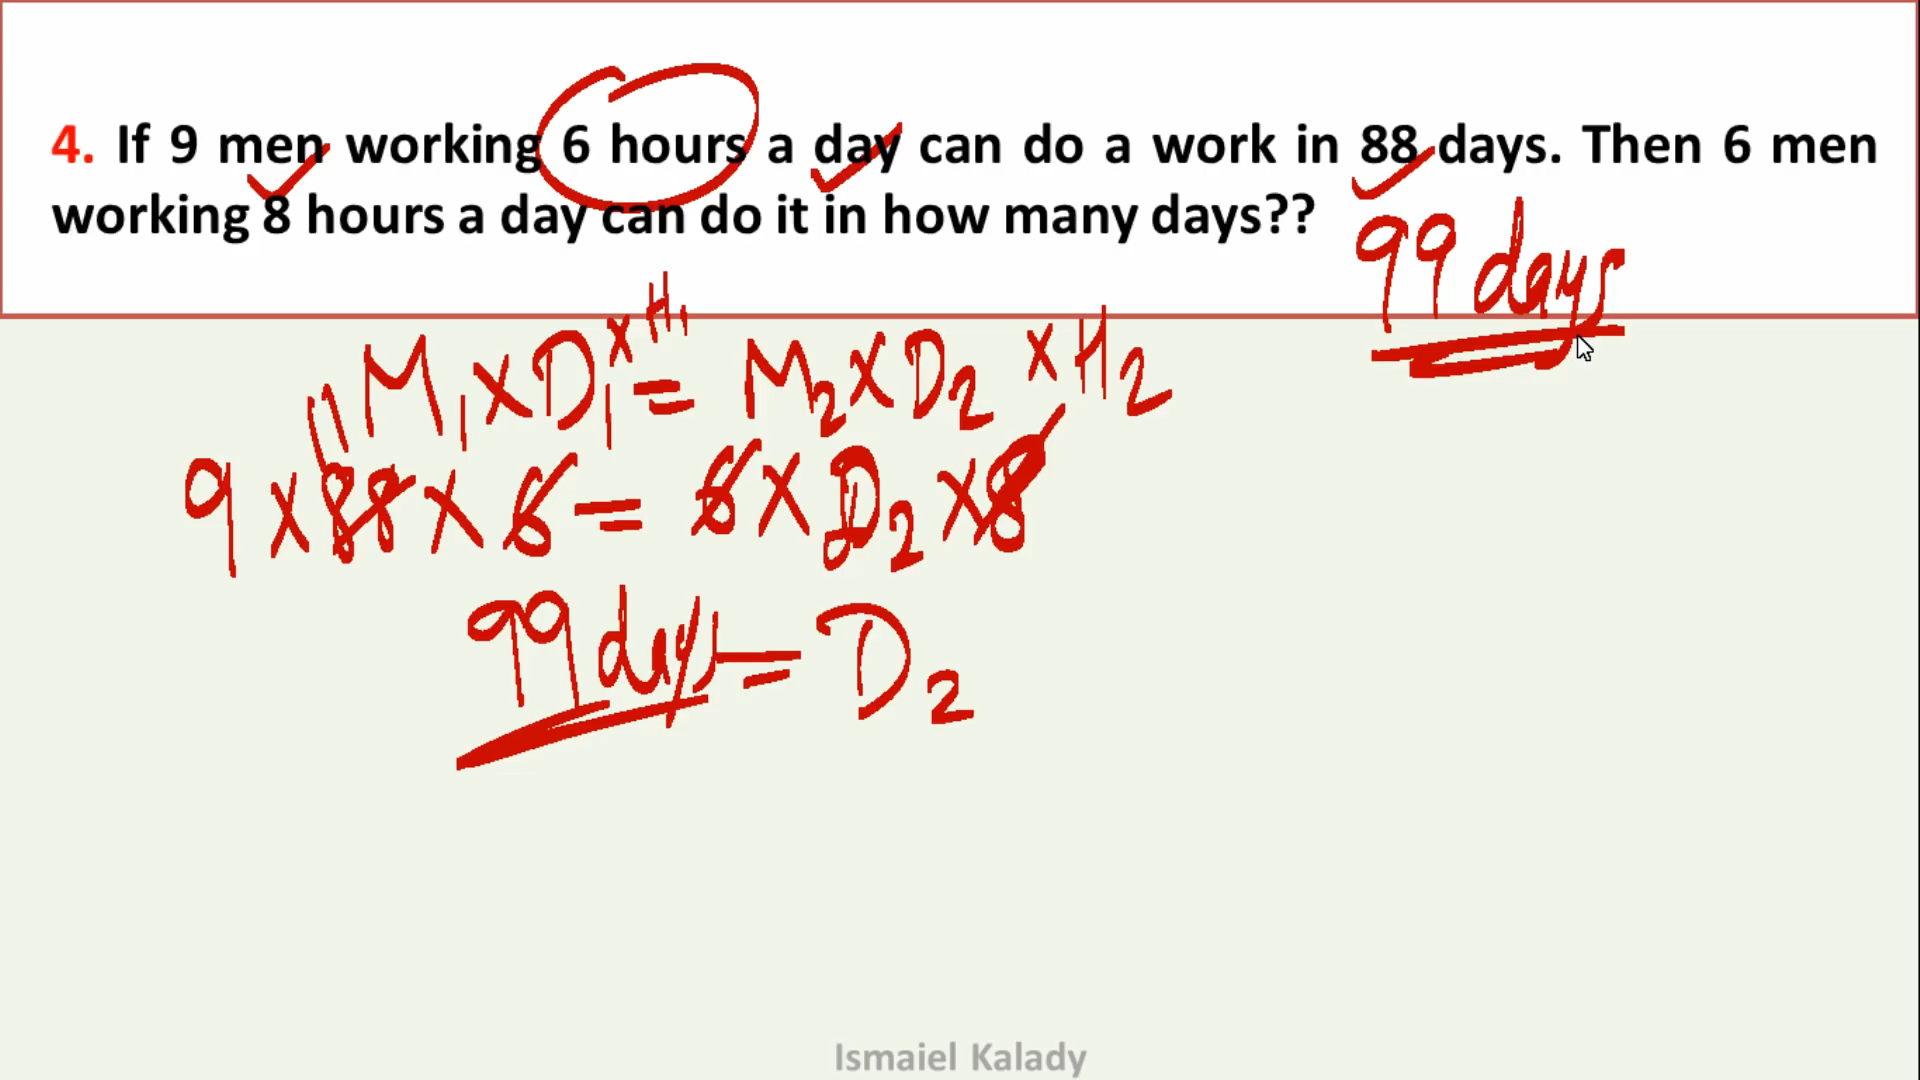 4. If 9 men working 6 hours a day can do a work in 88 days. Then 6 men
working 8 hours a day can do it in how many days??
99 days
M₁ × D₁ × H₁ = M₂ × D₂ × H₂
11
9 × 88 × 6 = 6 × D₂ × 8
99 days = D₂
Ismaiel Kalady